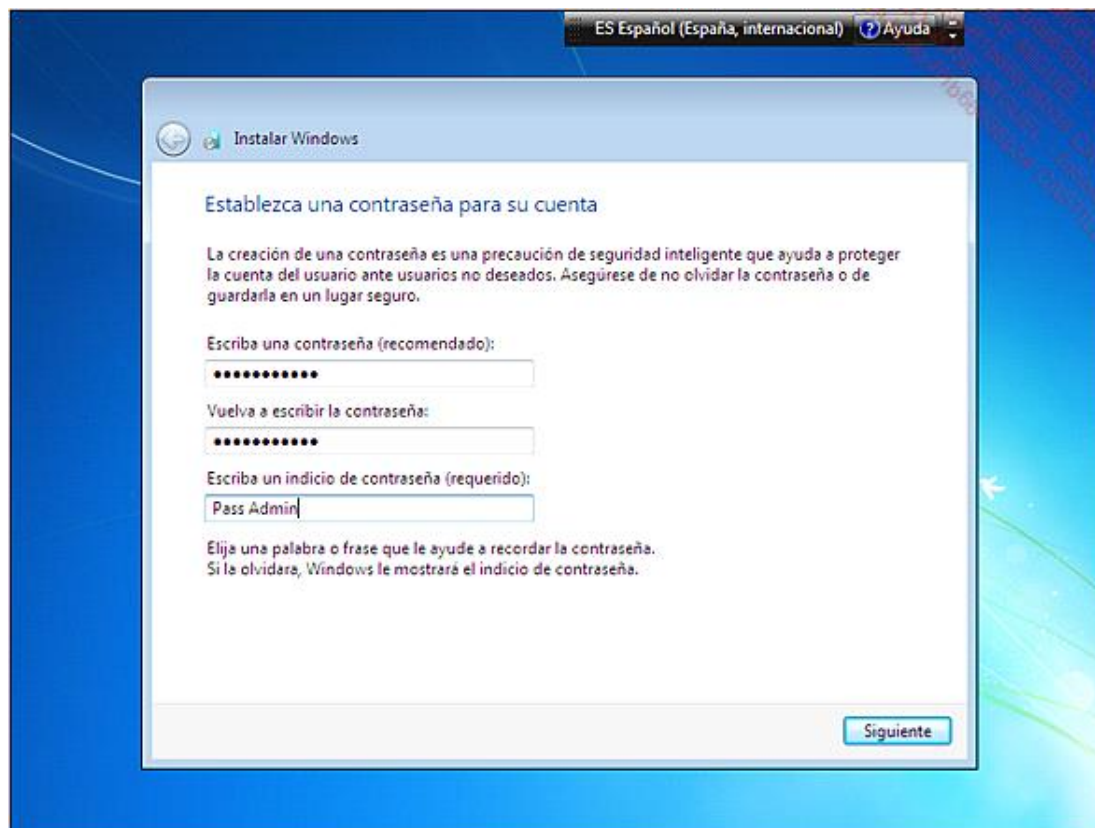 ES Español (España, internacional) Ayuda
Instalar Windows
Establezca una contraseña para su cuenta
La creación de una contraseña es una precaución de seguridad inteligente que ayuda a proteger
la cuenta del usuario ante usuarios no deseados. Asegúrese de no olvidar la contraseña o de
guardarla en un lugar seguro.
Escriba una contraseña (recomendado):
●●●●●●●●●●●
Vuelva a escribir la contraseña:
●●●●●●●●●●●
Escriba un indicio de contraseña (requerido):
Pass Admin
Elija una palabra o frase que le ayude a recordar la contraseña.
Si la olvidara, Windows le mostrará el indicio de contraseña.
Siguiente